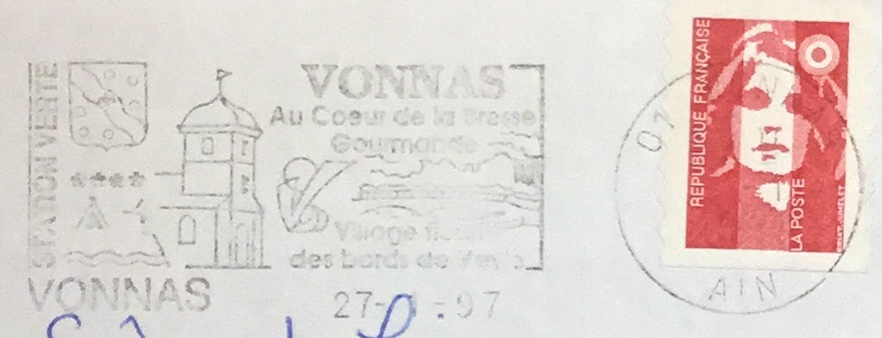 STATION VERTE
VONNAS
Au Coeur de la Bresse
Gourmande
Village fleuri
des bords de Veyle
VONNAS
27- :97
REPUBLIQUE FRANÇAISE
LA POSTE
AIN